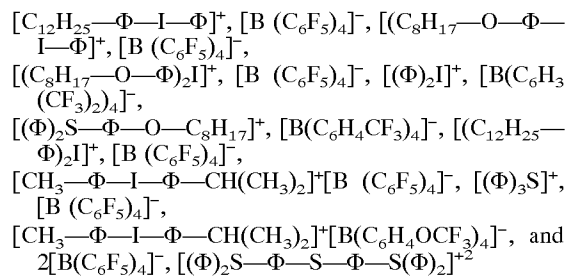 [C₁₂H₂₅—Φ—I—Φ]⁺, [B (C₆F₅)₄]⁻, [(C₈H₁₇—O—Φ—
I—Φ]⁺, [B (C₆F₅)₄]⁻,
[(C₈H₁₇—O—Φ)₂I]⁺, [B (C₆F₅)₄]⁻, [(Φ)₂I]⁺, [B(C₆H₃
(CF₃)₂)₄]⁻,
[(Φ)₂S—Φ—O—C₈H₁₇]⁺, [B(C₆H₄CF₃)₄]⁻, [(C₁₂H₂₅—
Φ)₂I]⁺, [B (C₆F₅)₄]⁻,
[CH₃—Φ—I—Φ—CH(CH₃)₂]⁺[B (C₆F₅)₄]⁻, [(Φ)₃S]⁺,
[B (C₆F₅)₄]⁻,
[CH₃—Φ—I—Φ—CH(CH₃)₂]⁺[B(C₆H₄OCF₃)₄]⁻, and
2[B(C₆F₅)₄]⁻, [(Φ)₂S—Φ—S—Φ—S(Φ)₂]⁺²